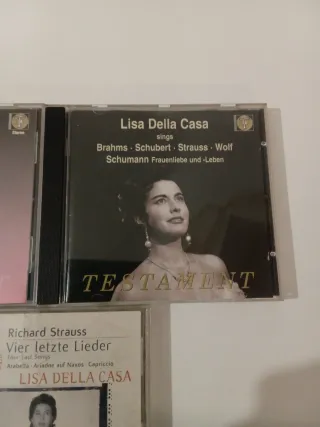 Stereo
Lisa Della Casa
sings
Brahms · Schubert · Strauss · Wolf
Schumann Frauenliebe und -Leben
TESTAMENT
Richard Strauss
Vier letzte Lieder
Four Last Songs
Arabella · Ariadne auf Naxos · Capriccio
LISA DELLA CASA